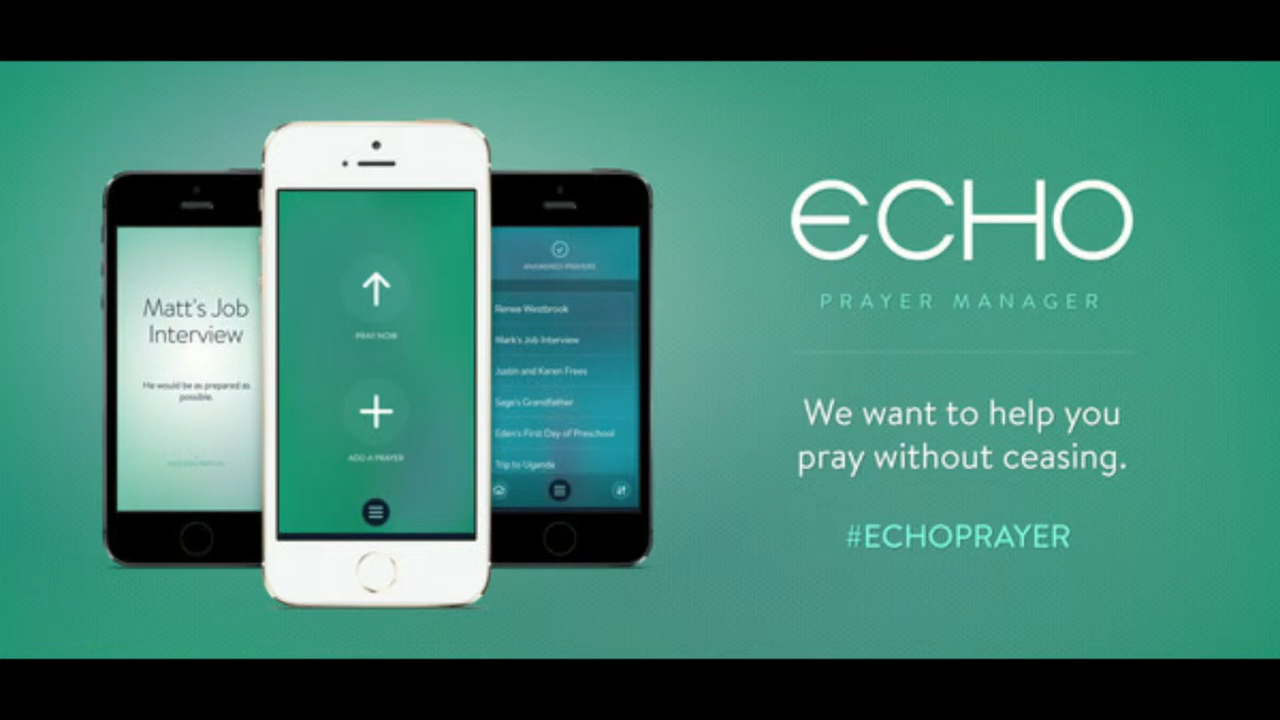 Matt's Job
Interview
He would be as prepared as
possible.
PRAY NOW
ADD A PRAYER
ANSWERED PRAYERS
Renee Westbrook
Mark's Job Interview
Justin and Karen Frees
Sage's Grandfather
Eden's First Day of Preschool
Trip to Uganda
ECHO
PRAYER MANAGER
We want to help you
pray without ceasing.
#ECHOPRAYER